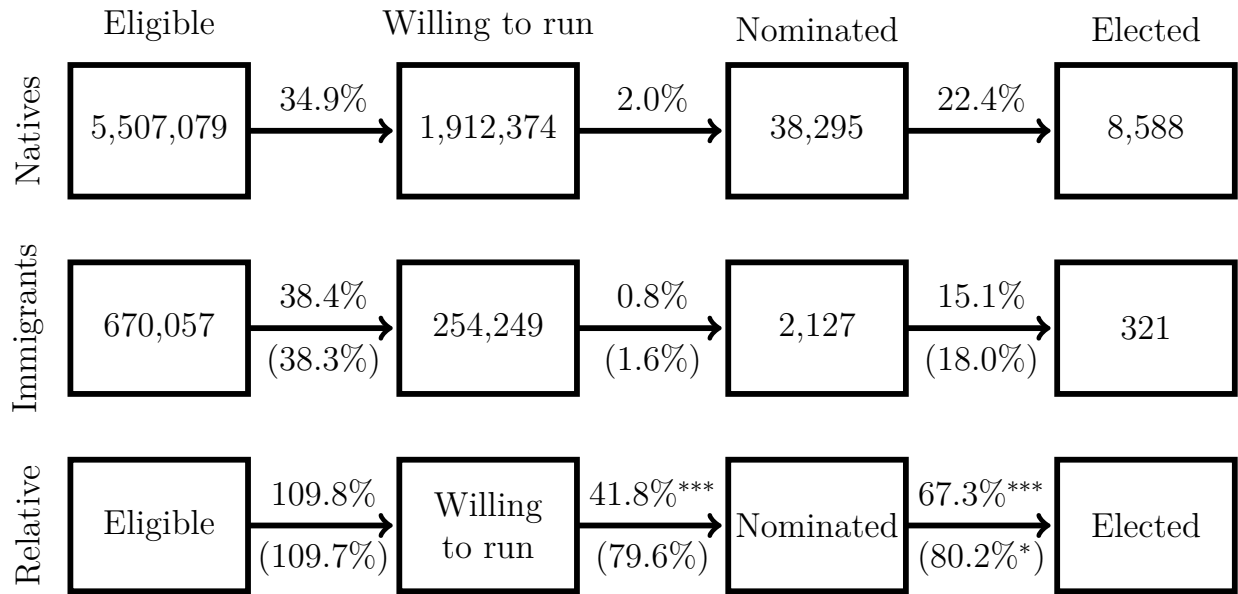 Eligible
Willing to run
Nominated
Elected
Natives
5,507,079
34.9%
1,912,374
2.0%
38,295
22.4%
8,588
Immigrants
670,057
38.4%
(38.3%)
254,249
0.8%
(1.6%)
2,127
15.1%
(18.0%)
321
Relative
Eligible
109.8%
(109.7%)
Willing
to run
41.8%***
(79.6%)
Nominated
67.3%***
(80.2%*)
Elected